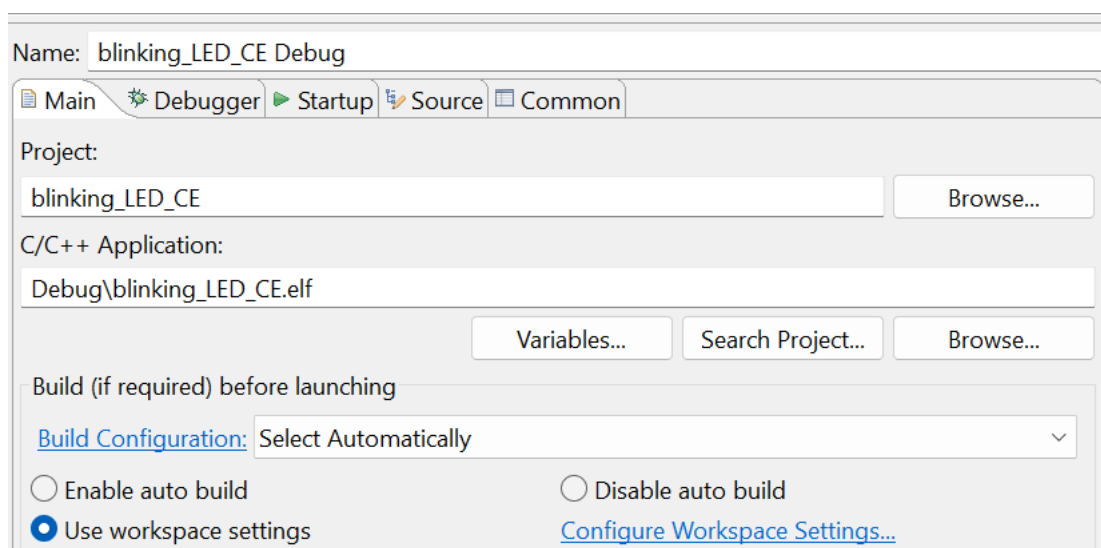 Name: blinking_LED_CE Debug
Main Debugger Startup Source Common
Project:
blinking_LED_CE Browse...
C/C++ Application:
Debug\blinking_LED_CE.elf
Variables... Search Project... Browse...
Build (if required) before launching
Build Configuration: Select Automatically
Enable auto build Disable auto build
Use workspace settings Configure Workspace Settings...